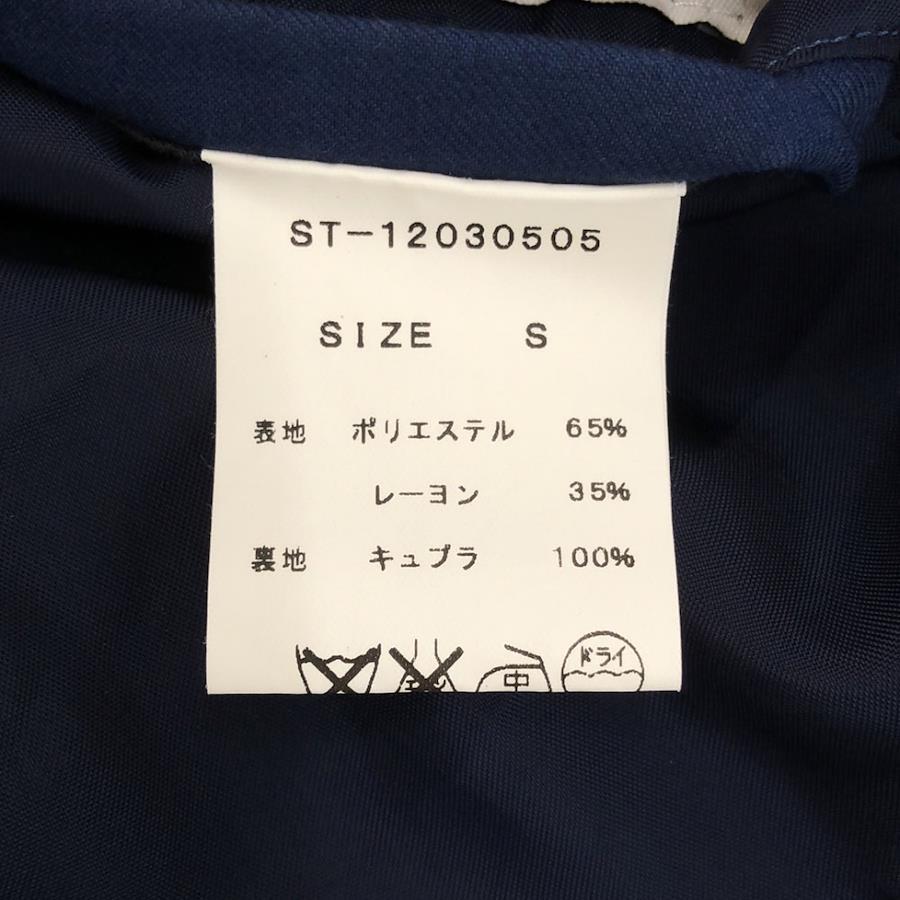 ST-12030505
SIZE S
表地 ポリエステル 65%
レーヨン 35%
裏地 キュプラ 100%
中 ドライ